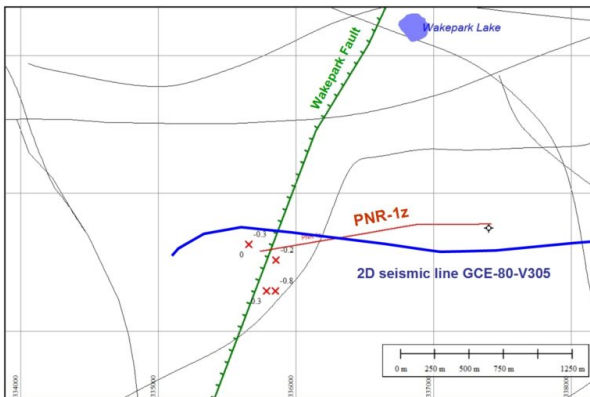 Wakepark Lake
Wakepark Fault
PNR-1z
-0.3
-0.2
0
2D seismic line GCE-80-V305
-0.8
0.3
0 m 250 m 500 m 750 m 1250 m
334000
335000
336000
337000
338000